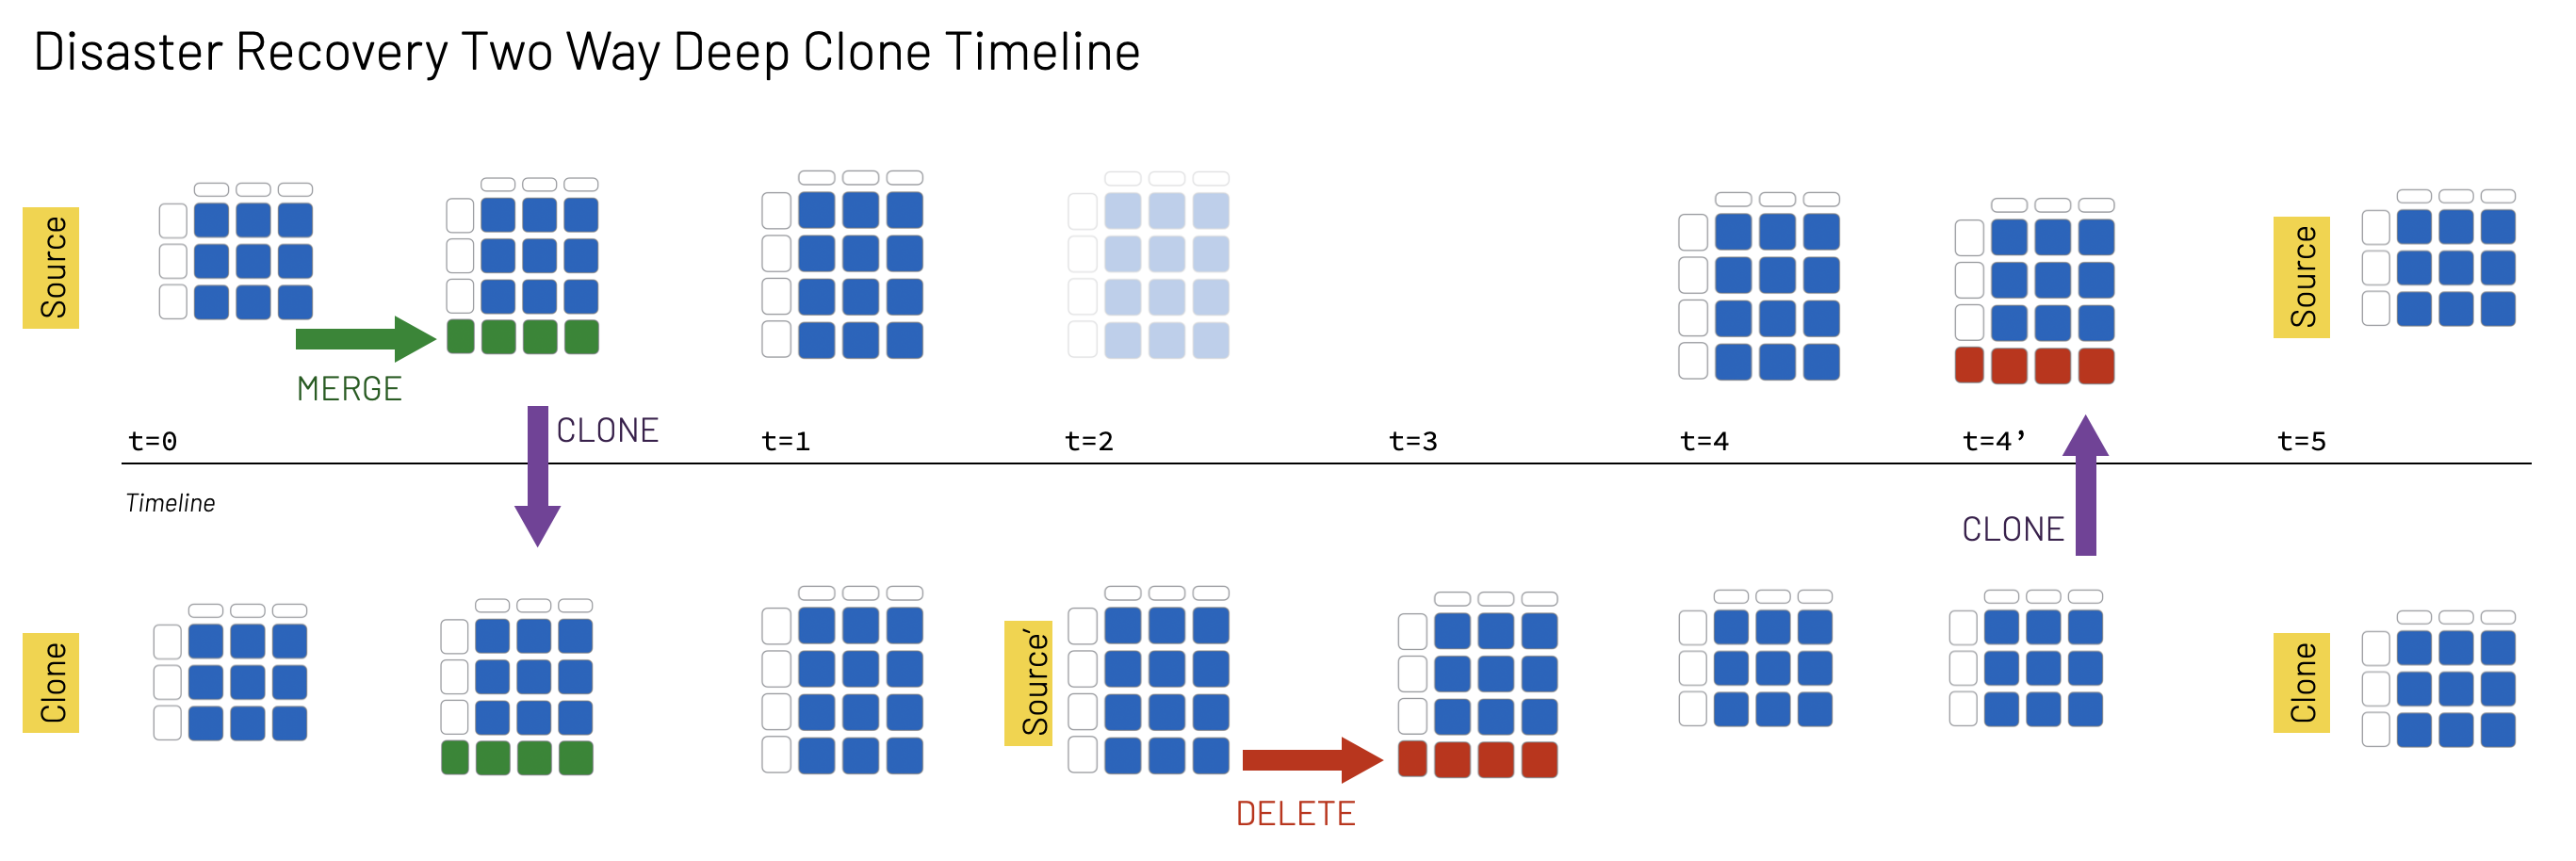 Disaster Recovery Two Way Deep Clone Timeline
Source
Source
MERGE
CLONE
t=0
t=1
t=2
t=3
t=4
t=4’
t=5
Timeline
CLONE
Clone
Source’
Clone
DELETE